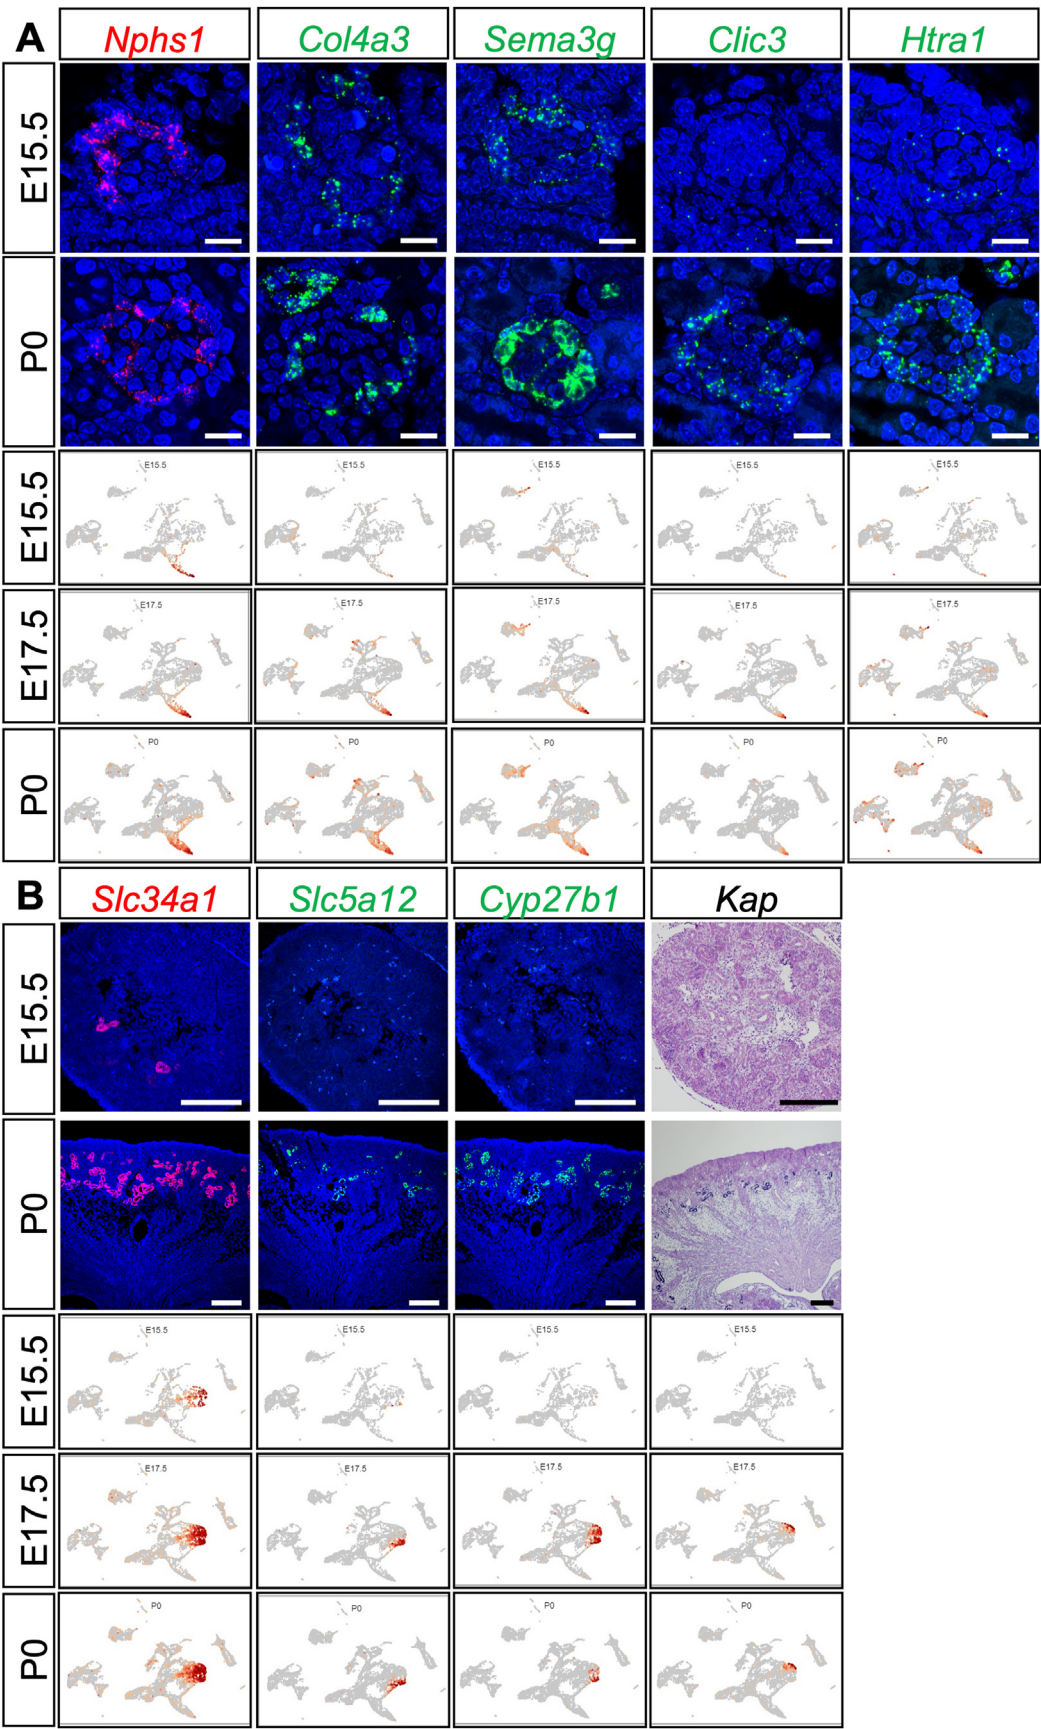 A Nphs1 Col4a3 Sema3g Clic3 Htra1
E15.5
P0
E15.5 E15.5 E15.5 E15.5 E15.5 E15.5
E17.5 E17.5 E17.5 E17.5 E17.5 E17.5
P0 P0 P0 P0 P0 P0
B Slc34a1 Slc5a12 Cyp27b1 Kap
E15.5
P0
E15.5 E15.5 E15.5 E15.5 E15.5
E17.5 E17.5 E17.5 E17.5 E17.5
P0 P0 P0 P0 P0